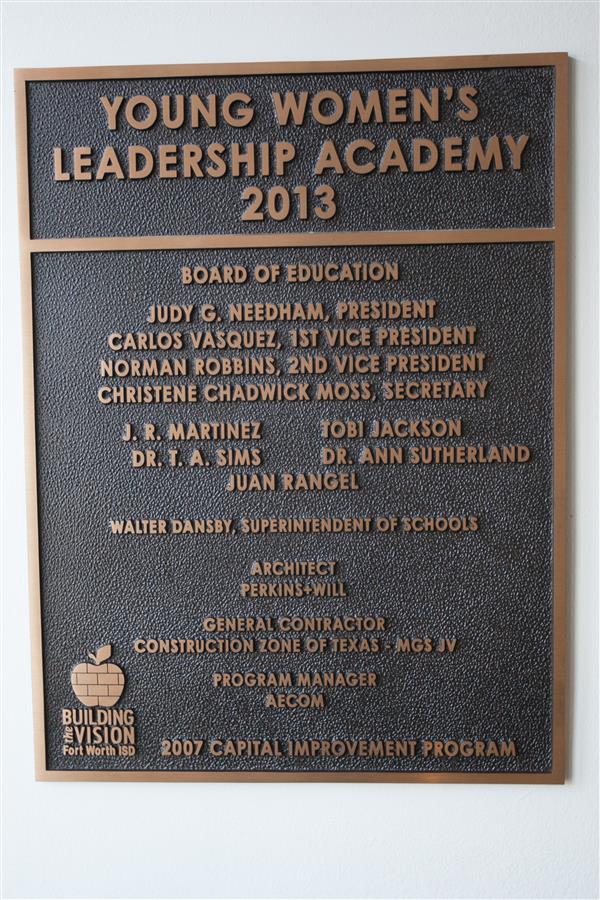 YOUNG WOMEN'S
LEADERSHIP ACADEMY
2013
BOARD OF EDUCATION
JUDY G. NEEDHAM, PRESIDENT
CARLOS VASQUEZ, 1ST VICE PRESIDENT
NORMAN ROBBINS, 2ND VICE PRESIDENT
CHRISTENE CHADWICK MOSS, SECRETARY
J. R. MARTINEZ TOBI JACKSON
DR. T. A. SIMS DR. ANN SUTHERLAND
JUAN RANGEL
WALTER DANSBY, SUPERINTENDENT OF SCHOOLS
ARCHITECT
PERKINS+WILL
GENERAL CONTRACTOR
CONSTRUCTION ZONE OF TEXAS - MGS JV
PROGRAM MANAGER
AECOM
BUILDING
the VISION
Fort Worth ISD
2007 CAPITAL IMPROVEMENT PROGRAM